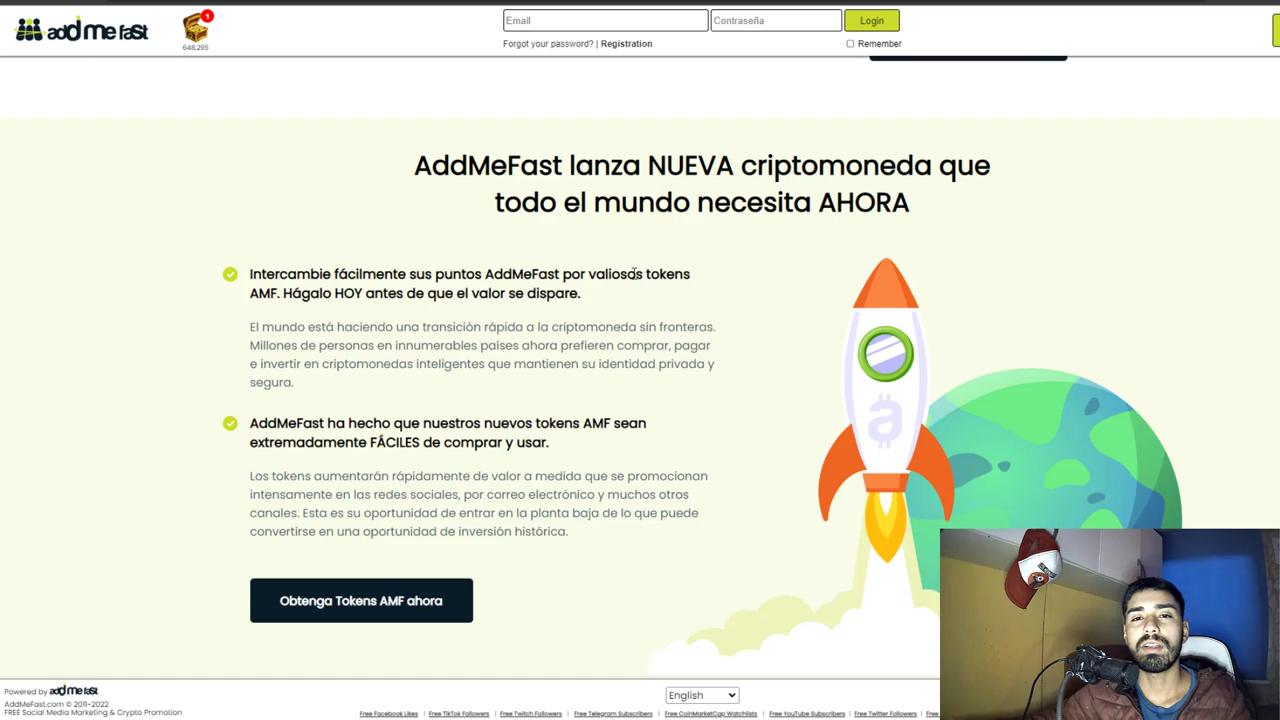 addmefast
1
648,295
Email
Contraseña
Login
Forgot your password? | Registration
Remember
AddMeFast lanza NUEVA criptomoneda que
todo el mundo necesita AHORA
Intercambie fácilmente sus puntos AddMeFast por valiosos tokens
AMF. Hágalo HOY antes de que el valor se dispare.
El mundo está haciendo una transición rápida a la criptomoneda sin fronteras.
Millones de personas en innumerables países ahora prefieren comprar, pagar
e invertir en criptomonedas inteligentes que mantienen su identidad privada y
segura.
AddMeFast ha hecho que nuestros nuevos tokens AMF sean
extremadamente FÁCILES de comprar y usar.
Los tokens aumentarán rápidamente de valor a medida que se promocionan
intensamente en las redes sociales, por correo electrónico y muchos otros
canales. Esta es su oportunidad de entrar en la planta baja de lo que puede
convertirse en una oportunidad de inversión histórica.
a
Obtenga Tokens AMF ahora
Powered by addmefast
AddMeFast.com © 2011-2022
FREE Social Media Marketing & Crypto Promotion
English
Free Facebook Likes | Free TikTok Followers | Free Twitch Followers | Free Telegram Subscribers | Free CoinMarketCap Watchlists | Free YouTube Subscribers | Free Twitter Followers | Free